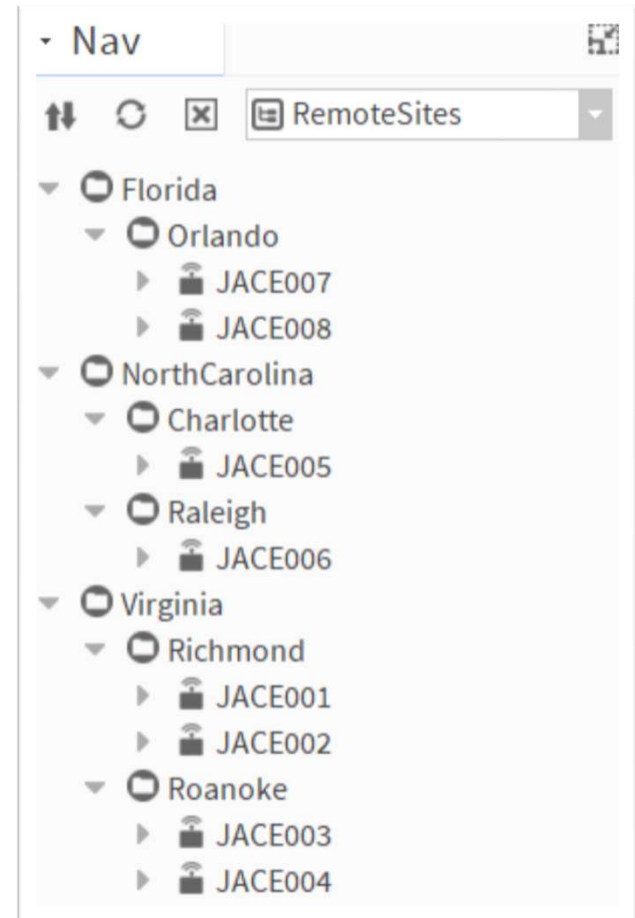 Nav
RemoteSites
Florida
Orlando
JACE007
JACE008
NorthCarolina
Charlotte
JACE005
Raleigh
JACE006
Virginia
Richmond
JACE001
JACE002
Roanoke
JACE003
JACE004